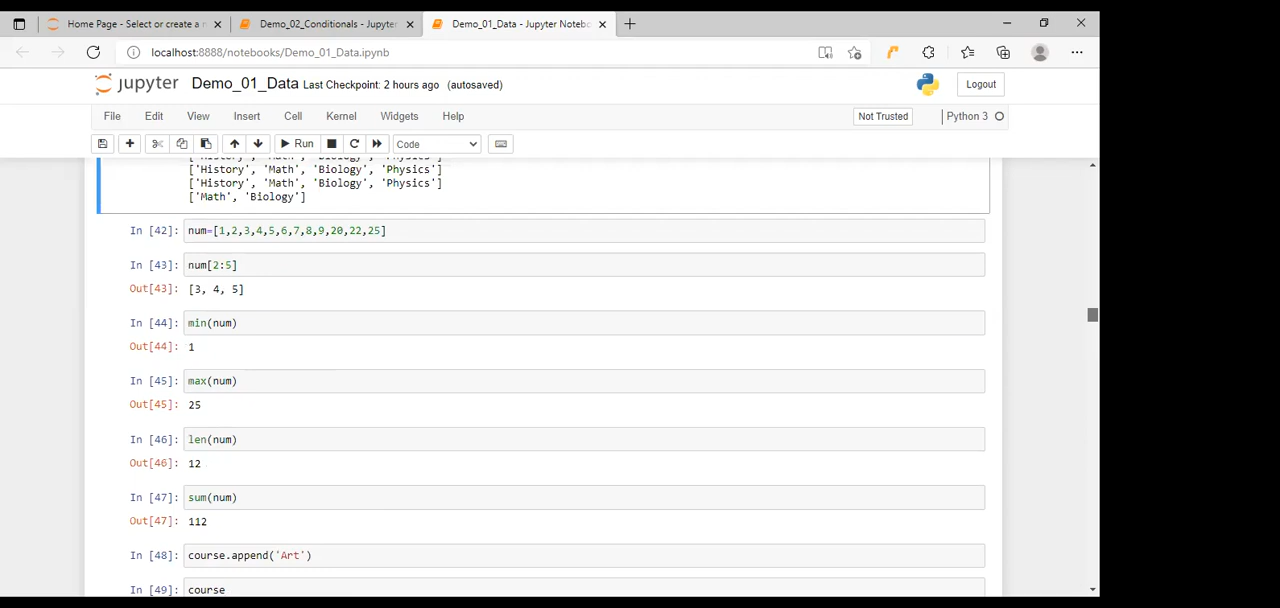 Home Page - Select or create a n
Demo_02_Conditionals - Jupyter
Demo_01_Data - Jupyter Notebo
localhost:8888/notebooks/Demo_01_Data.ipynb
jupyter Demo_01_Data Last Checkpoint: 2 hours ago (autosaved)
Logout
File Edit View Insert Cell Kernel Widgets Help
Not Trusted
Python 3
Run
Code
['History', 'Math', 'Biology', 'Physics']
['History', 'Math', 'Biology', 'Physics']
['History', 'Math', 'Biology', 'Physics']
['Math', 'Biology']
In [42]: num=[1,2,3,4,5,6,7,8,9,20,22,25]
In [43]: num[2:5]
Out[43]: [3, 4, 5]
In [44]: min(num)
Out[44]: 1
In [45]: max(num)
Out[45]: 25
In [46]: len(num)
Out[46]: 12
In [47]: sum(num)
Out[47]: 112
In [48]: course.append('Art')
In [49]: course